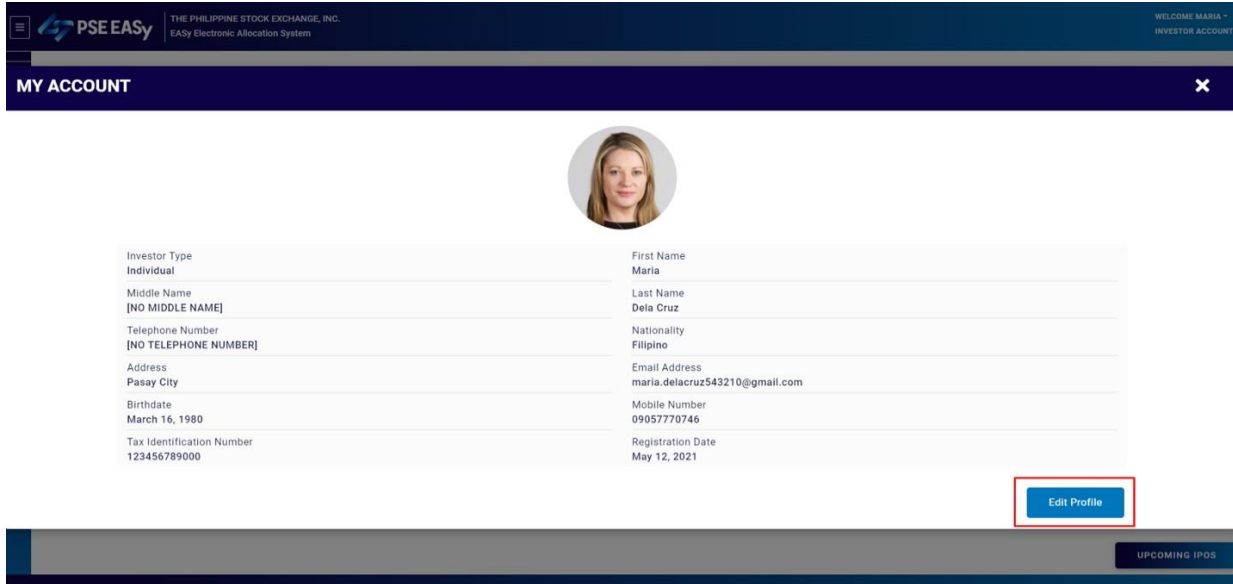 PSE EASy
THE PHILIPPINE STOCK EXCHANGE, INC.
EASy Electronic Allocation System
WELCOME MARIA
INVESTOR ACCOUNT
MY ACCOUNT
Investor Type
Individual
First Name
Maria
Middle Name
[NO MIDDLE NAME]
Last Name
Dela Cruz
Telephone Number
[NO TELEPHONE NUMBER]
Nationality
Filipino
Address
Pasay City
Email Address
maria.delacruz543210@gmail.com
Birthdate
March 16, 1980
Mobile Number
09057770746
Tax Identification Number
123456789000
Registration Date
May 12, 2021
Edit Profile
UPCOMING IPOS